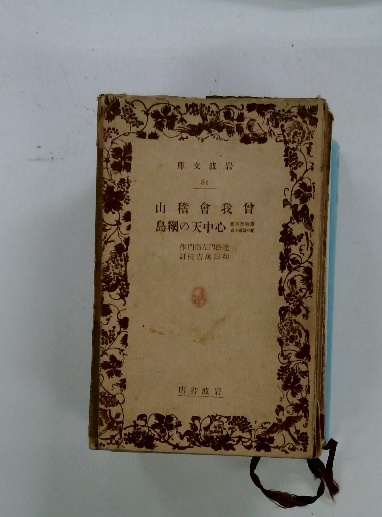 庫文波岩
81
山稽會我曾
島網の天中心
作門衛左門松近
訂校吉萬田和
店書波岩